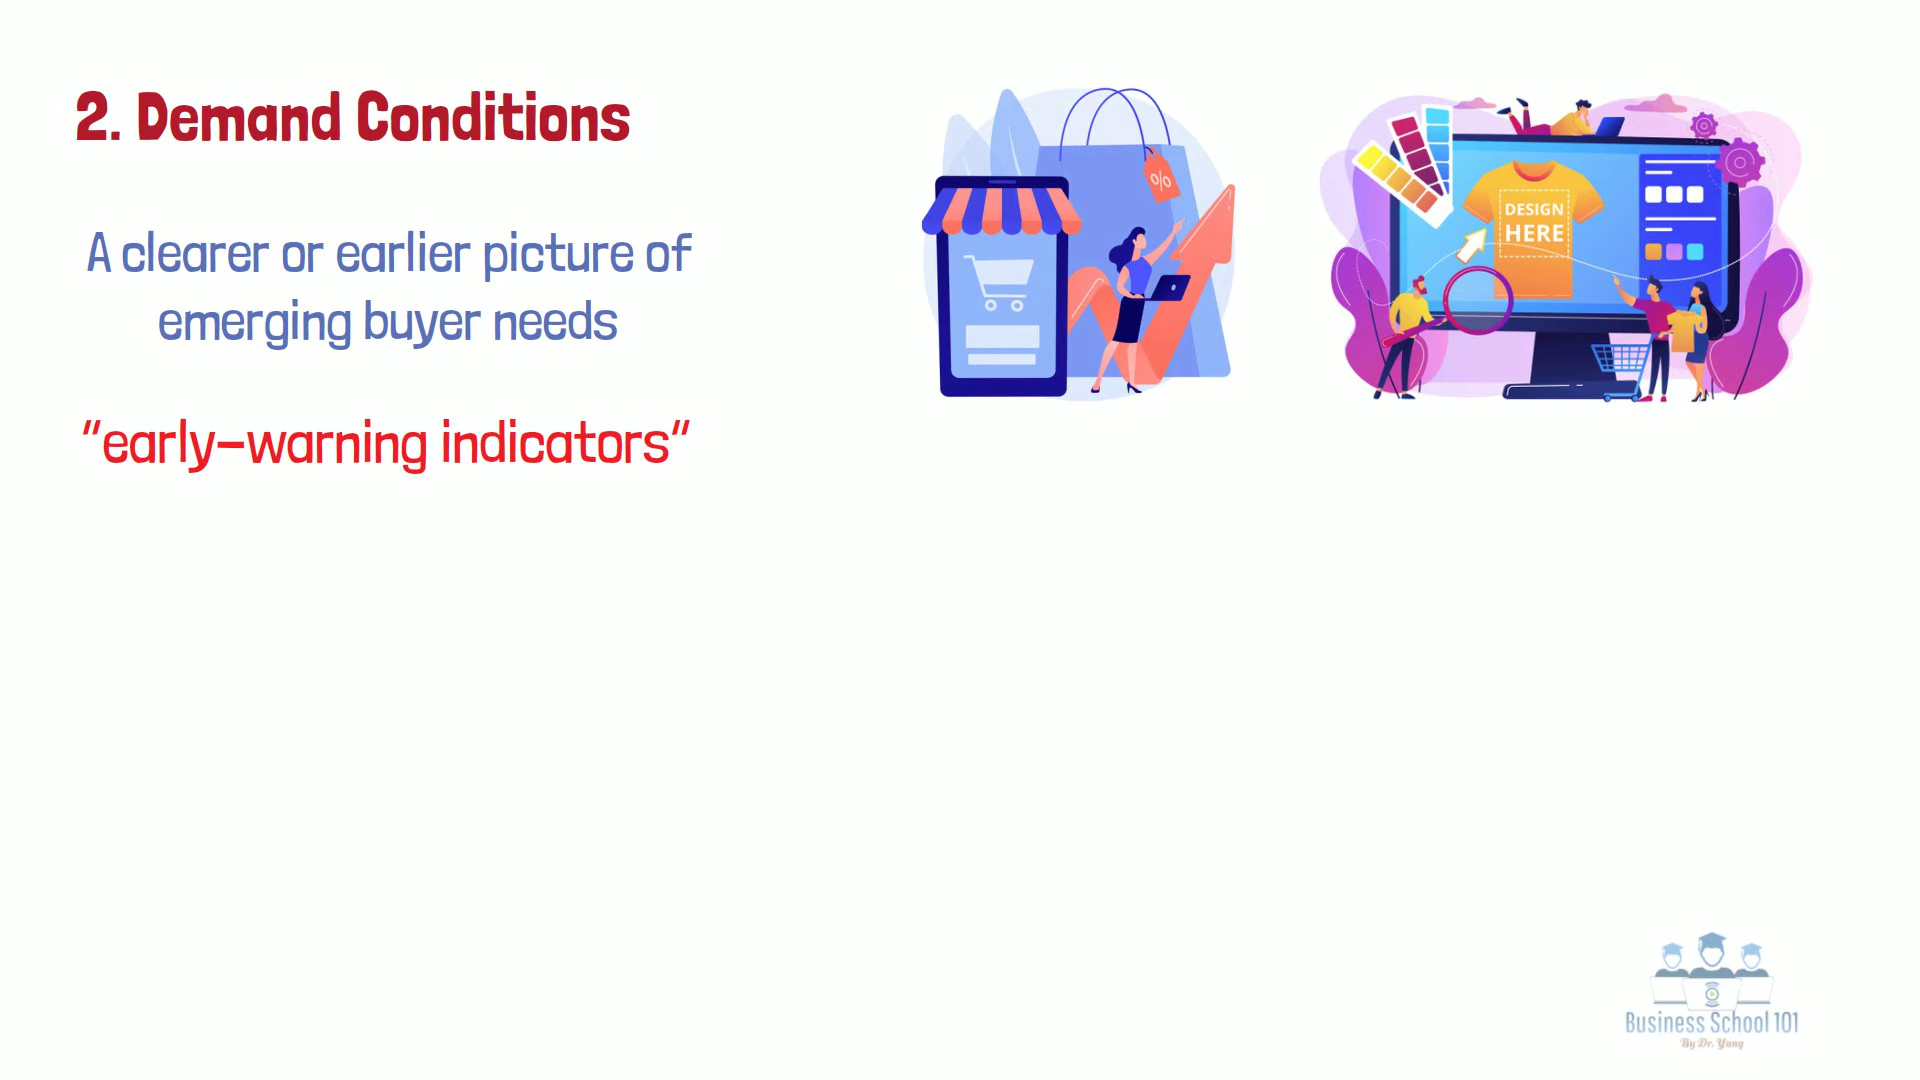 2. Demand Conditions
A clearer or earlier picture of
emerging buyer needs
"early-warning indicators"
%
DESIGN
HERE
Business School 101
By Dr. Yang